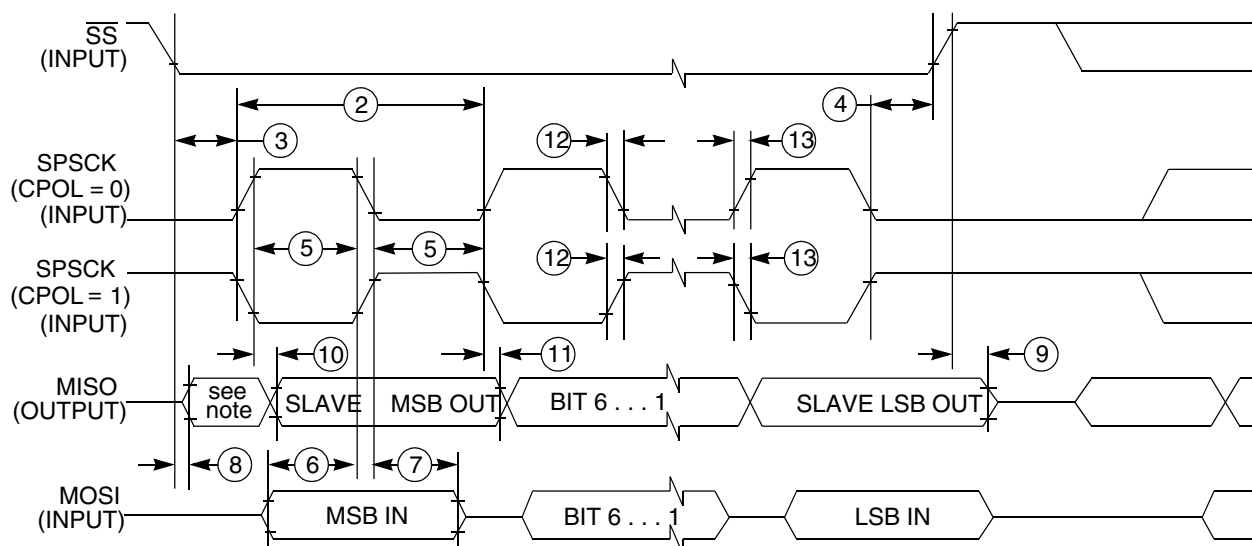 SS
(INPUT)
2
4
3
12
13
SPSCK
(CPOL = 0)
(INPUT)
5
5
SPSCK
(CPOL = 1)
(INPUT)
12
13
10
11
9
MISO
(OUTPUT)
see
note
SLAVE
MSB OUT
BIT 6 . . . 1
SLAVE LSB OUT
8
6
7
MOSI
(INPUT)
MSB IN
BIT 6 . . . 1
LSB IN